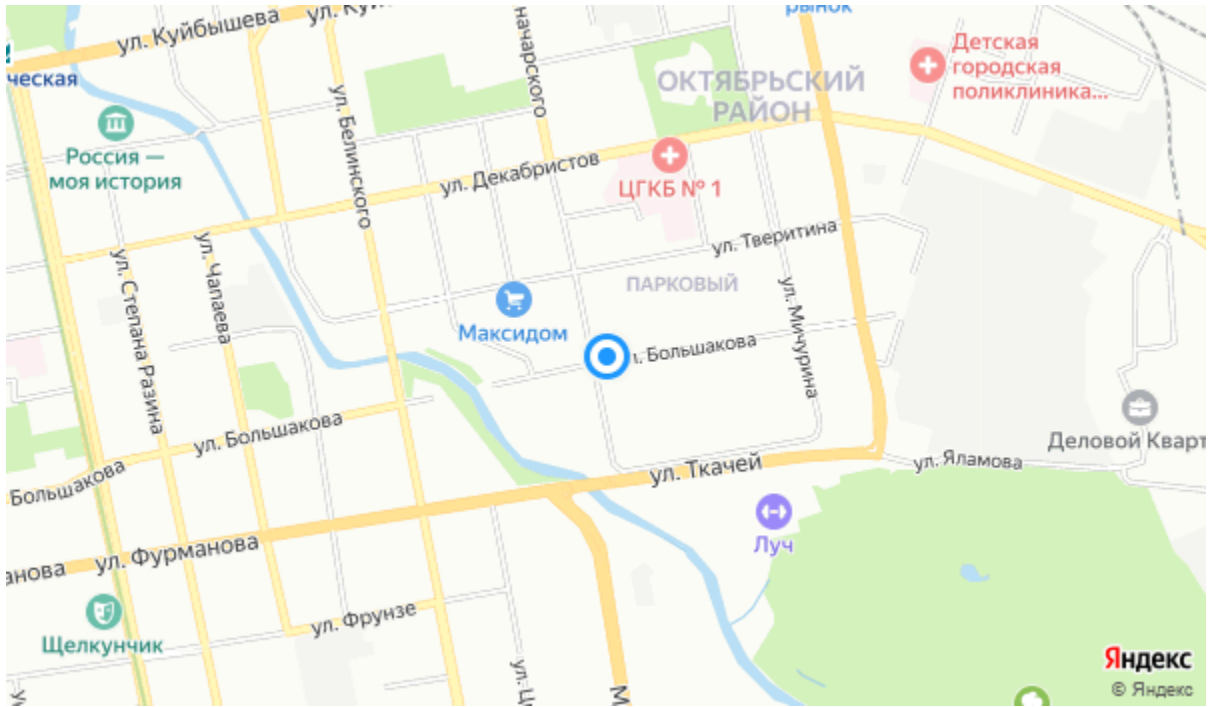 ул. Куйбышева
ул. Ку
начарского
рынок
Детская
городская
поликлиника...
ческая
ОКТЯБРЬСКИЙ
РАЙОН
Россия —
моя история
ул. Белинского
ул. Декабристов
ЦГКБ № 1
ул. Тверитина
ул. Степана Разина
ул. Чапаева
ПАРКОВЫЙ
Максидом
ул. Мичурина
л. Большакова
Деловой Кварт
ул. Большакова
Большакова
ул. Ткачей
ул. Яламова
Луч
ул. Фурманова
анова
ул. Фрунзе
Щелкунчик
ул. Ц
М
Яндекс
© Яндекс